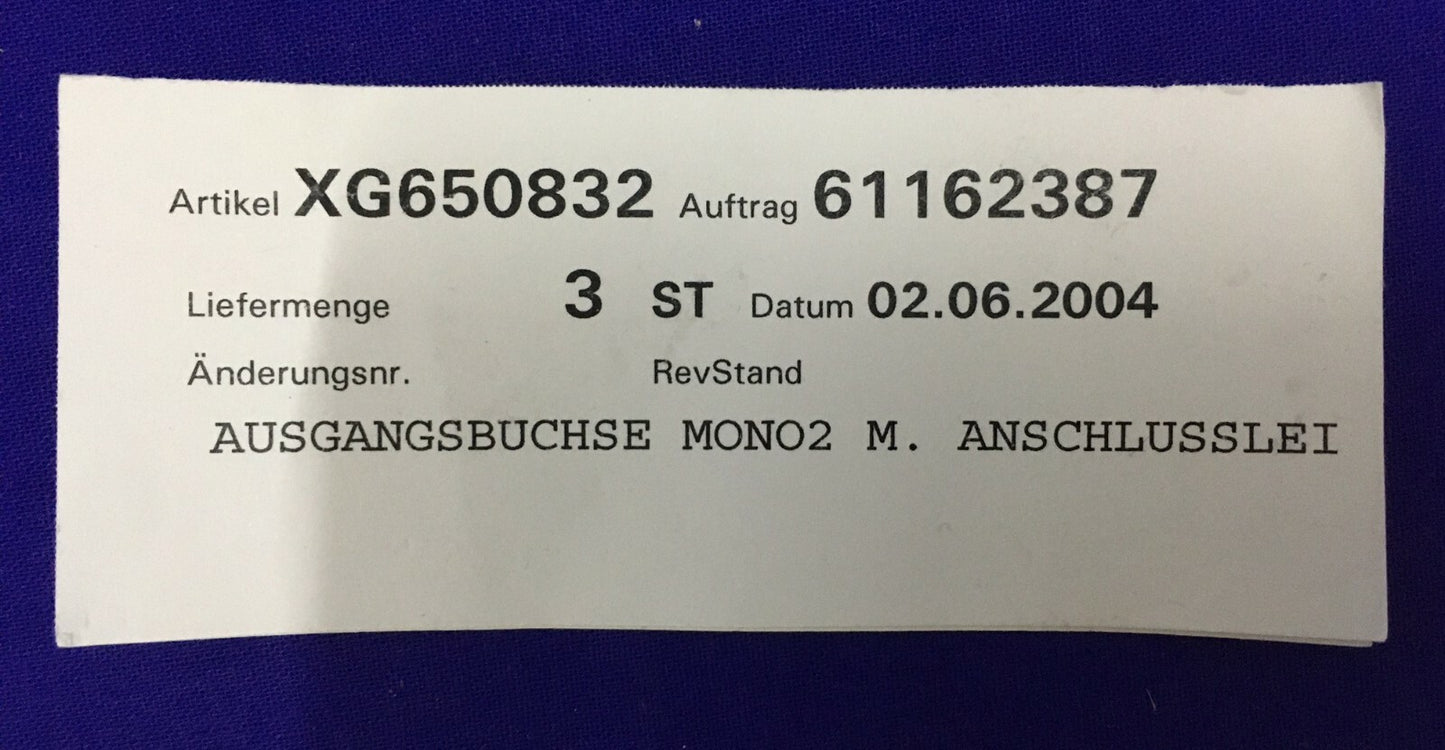 Artikel XG650832 Auftrag 61162387
Liefermenge 3 ST Datum 02.06.2004
Änderungsnr. RevStand
AUSGANGSBUCHSE MONO2 M. ANSCHLUSSLEI